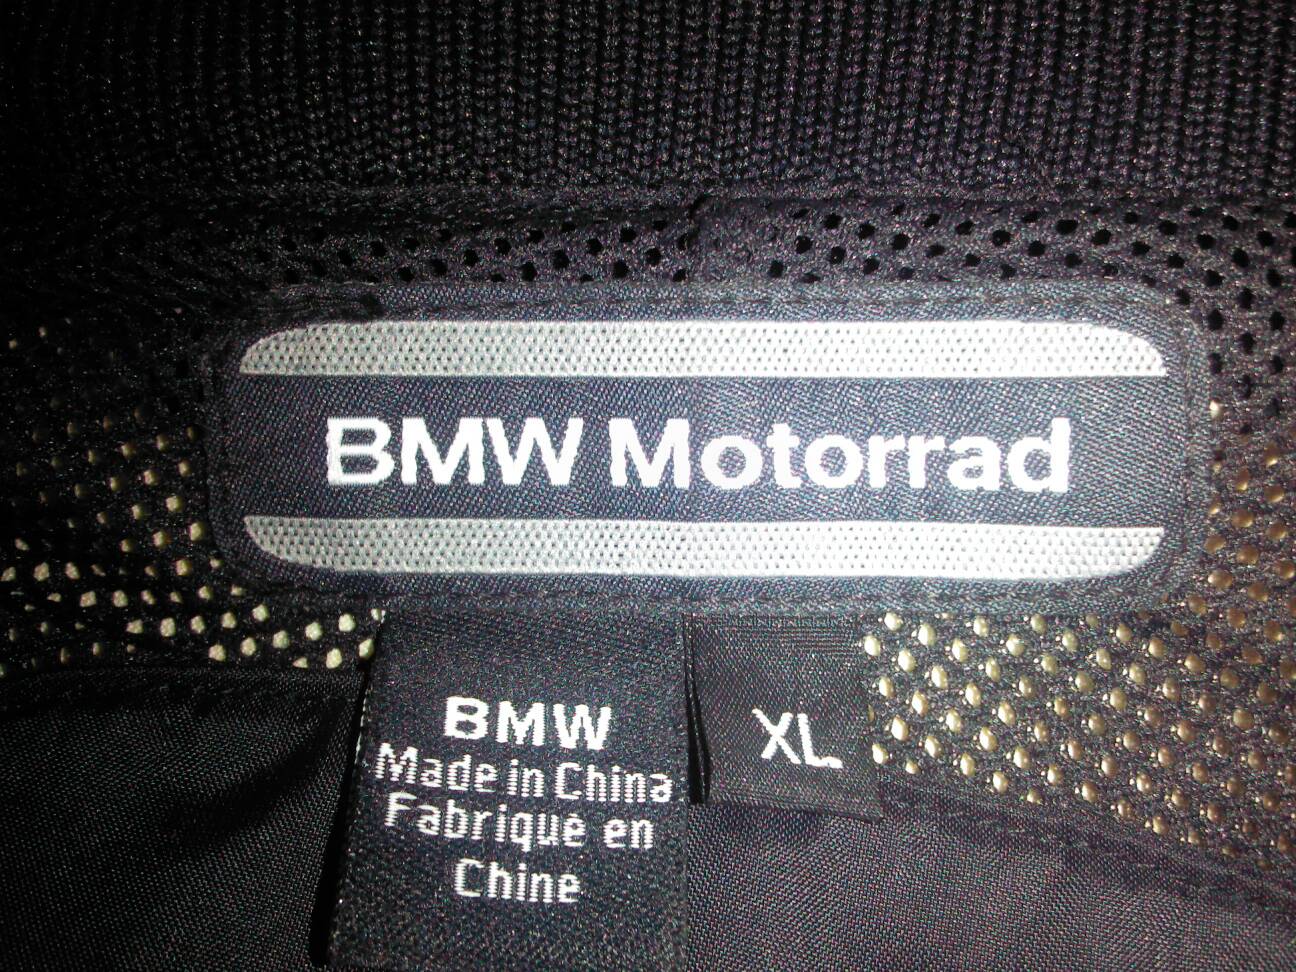 BMW Motorrad
BMW
Made in China
Fabriqué en
Chine
XL